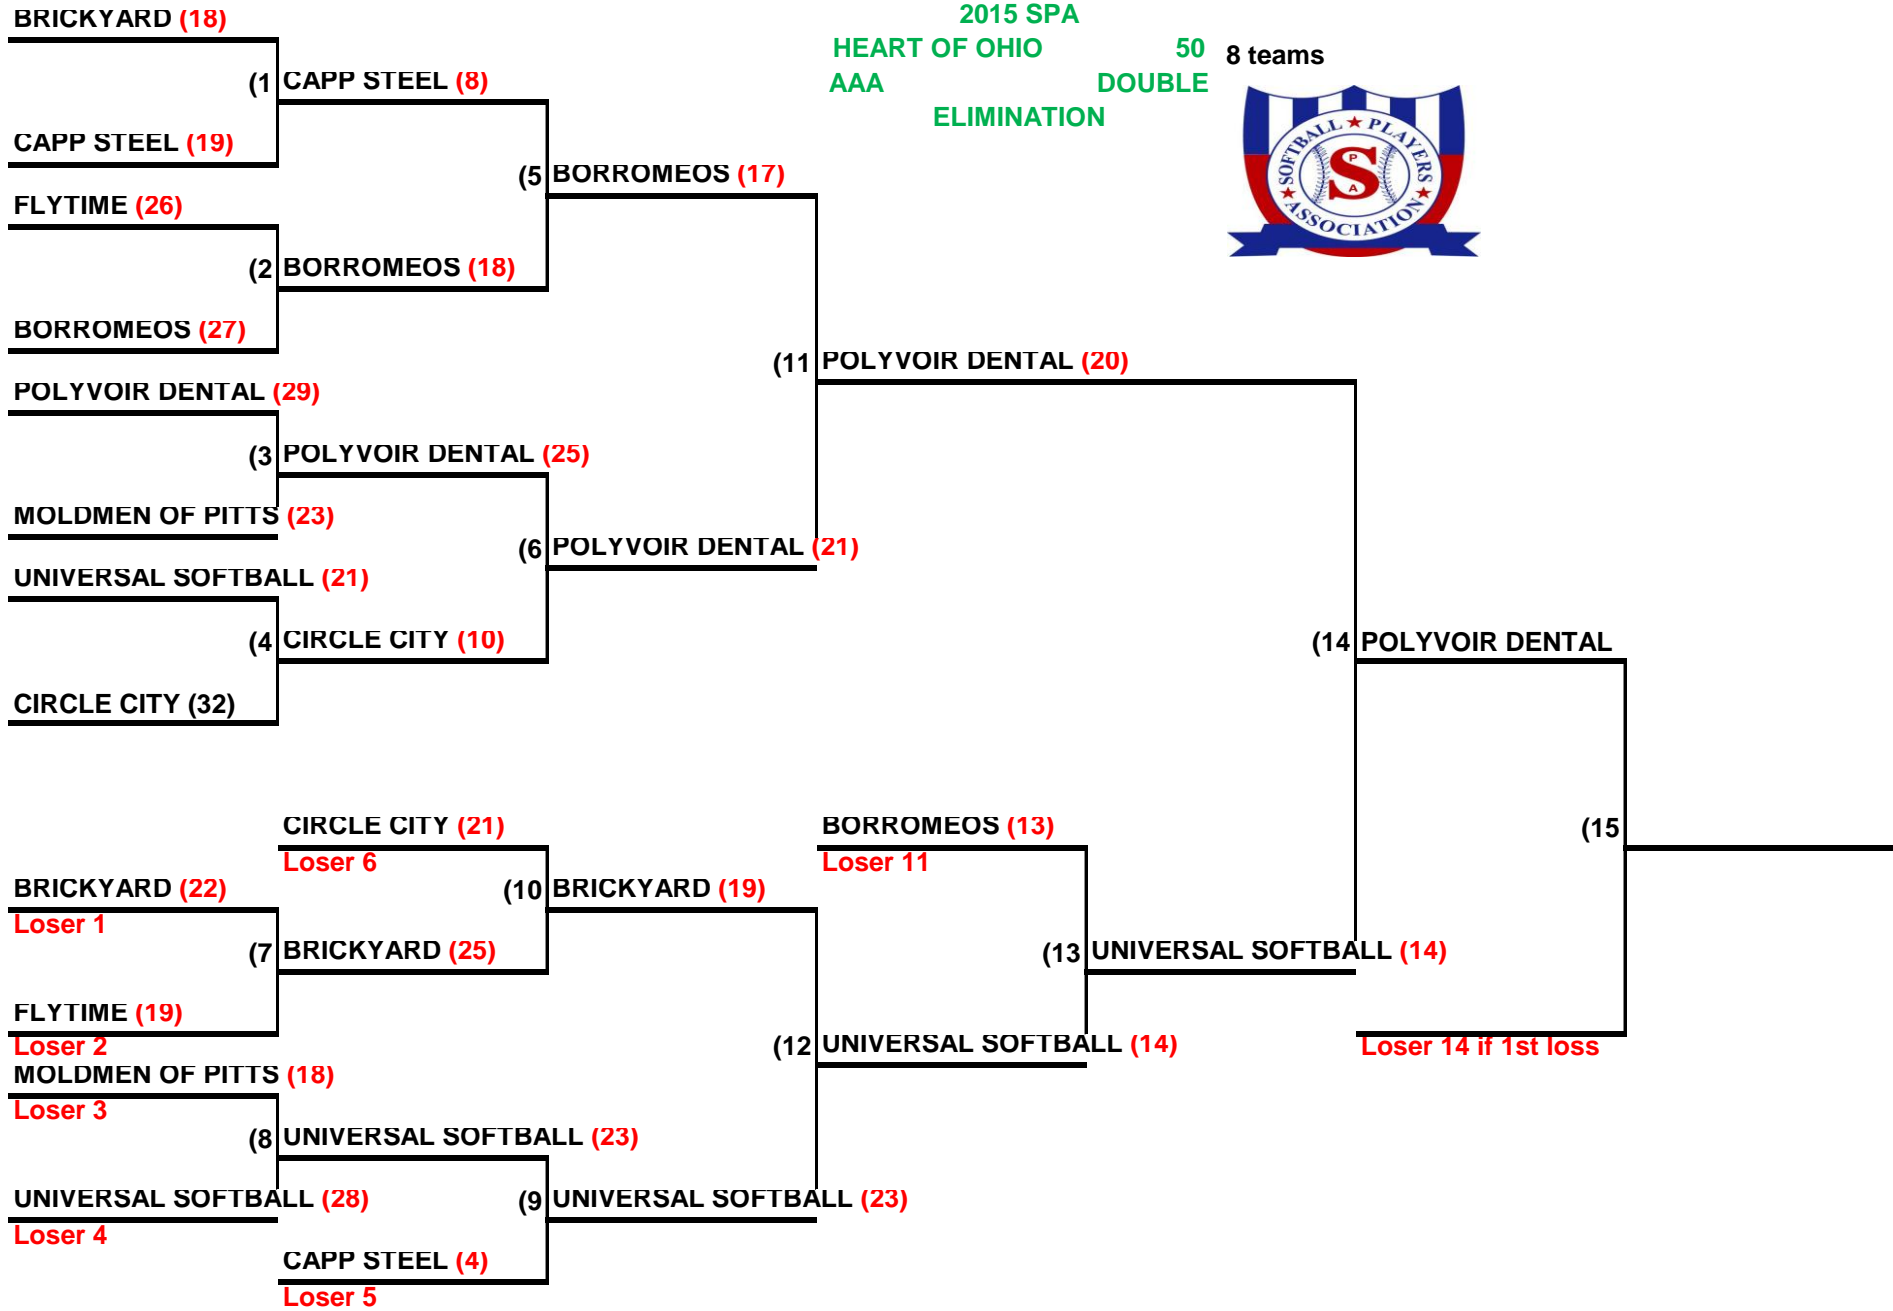 BRICKYARD (18)
2015 SPA
HEART OF OHIO 50
8 teams
AAA DOUBLE
ELIMINATION
SOFTBALL ★ PLAYERS ★ ASSOCIATION ★
S
P
A
(1 CAPP STEEL (8)
CAPP STEEL (19)
(5 BORROMEOS (17)
FLYTIME (26)
(2 BORROMEOS (18)
BORROMEOS (27)
(11 POLYVOIR DENTAL (20)
POLYVOIR DENTAL (29)
(3 POLYVOIR DENTAL (25)
MOLDMEN OF PITTS (23)
(6 POLYVOIR DENTAL (21)
UNIVERSAL SOFTBALL (21)
(4 CIRCLE CITY (10)
(14 POLYVOIR DENTAL
CIRCLE CITY (32)
CIRCLE CITY (21)
Loser 6
BORROMEOS (13)
Loser 11
(15
BRICKYARD (22)
Loser 1
(10 BRICKYARD (19)
(7 BRICKYARD (25)
(13 UNIVERSAL SOFTBALL (14)
FLYTIME (19)
Loser 2
(12 UNIVERSAL SOFTBALL (14)
Loser 14 if 1st loss
MOLDMEN OF PITTS (18)
Loser 3
(8 UNIVERSAL SOFTBALL (23)
UNIVERSAL SOFTBALL (28)
Loser 4
(9 UNIVERSAL SOFTBALL (23)
CAPP STEEL (4)
Loser 5